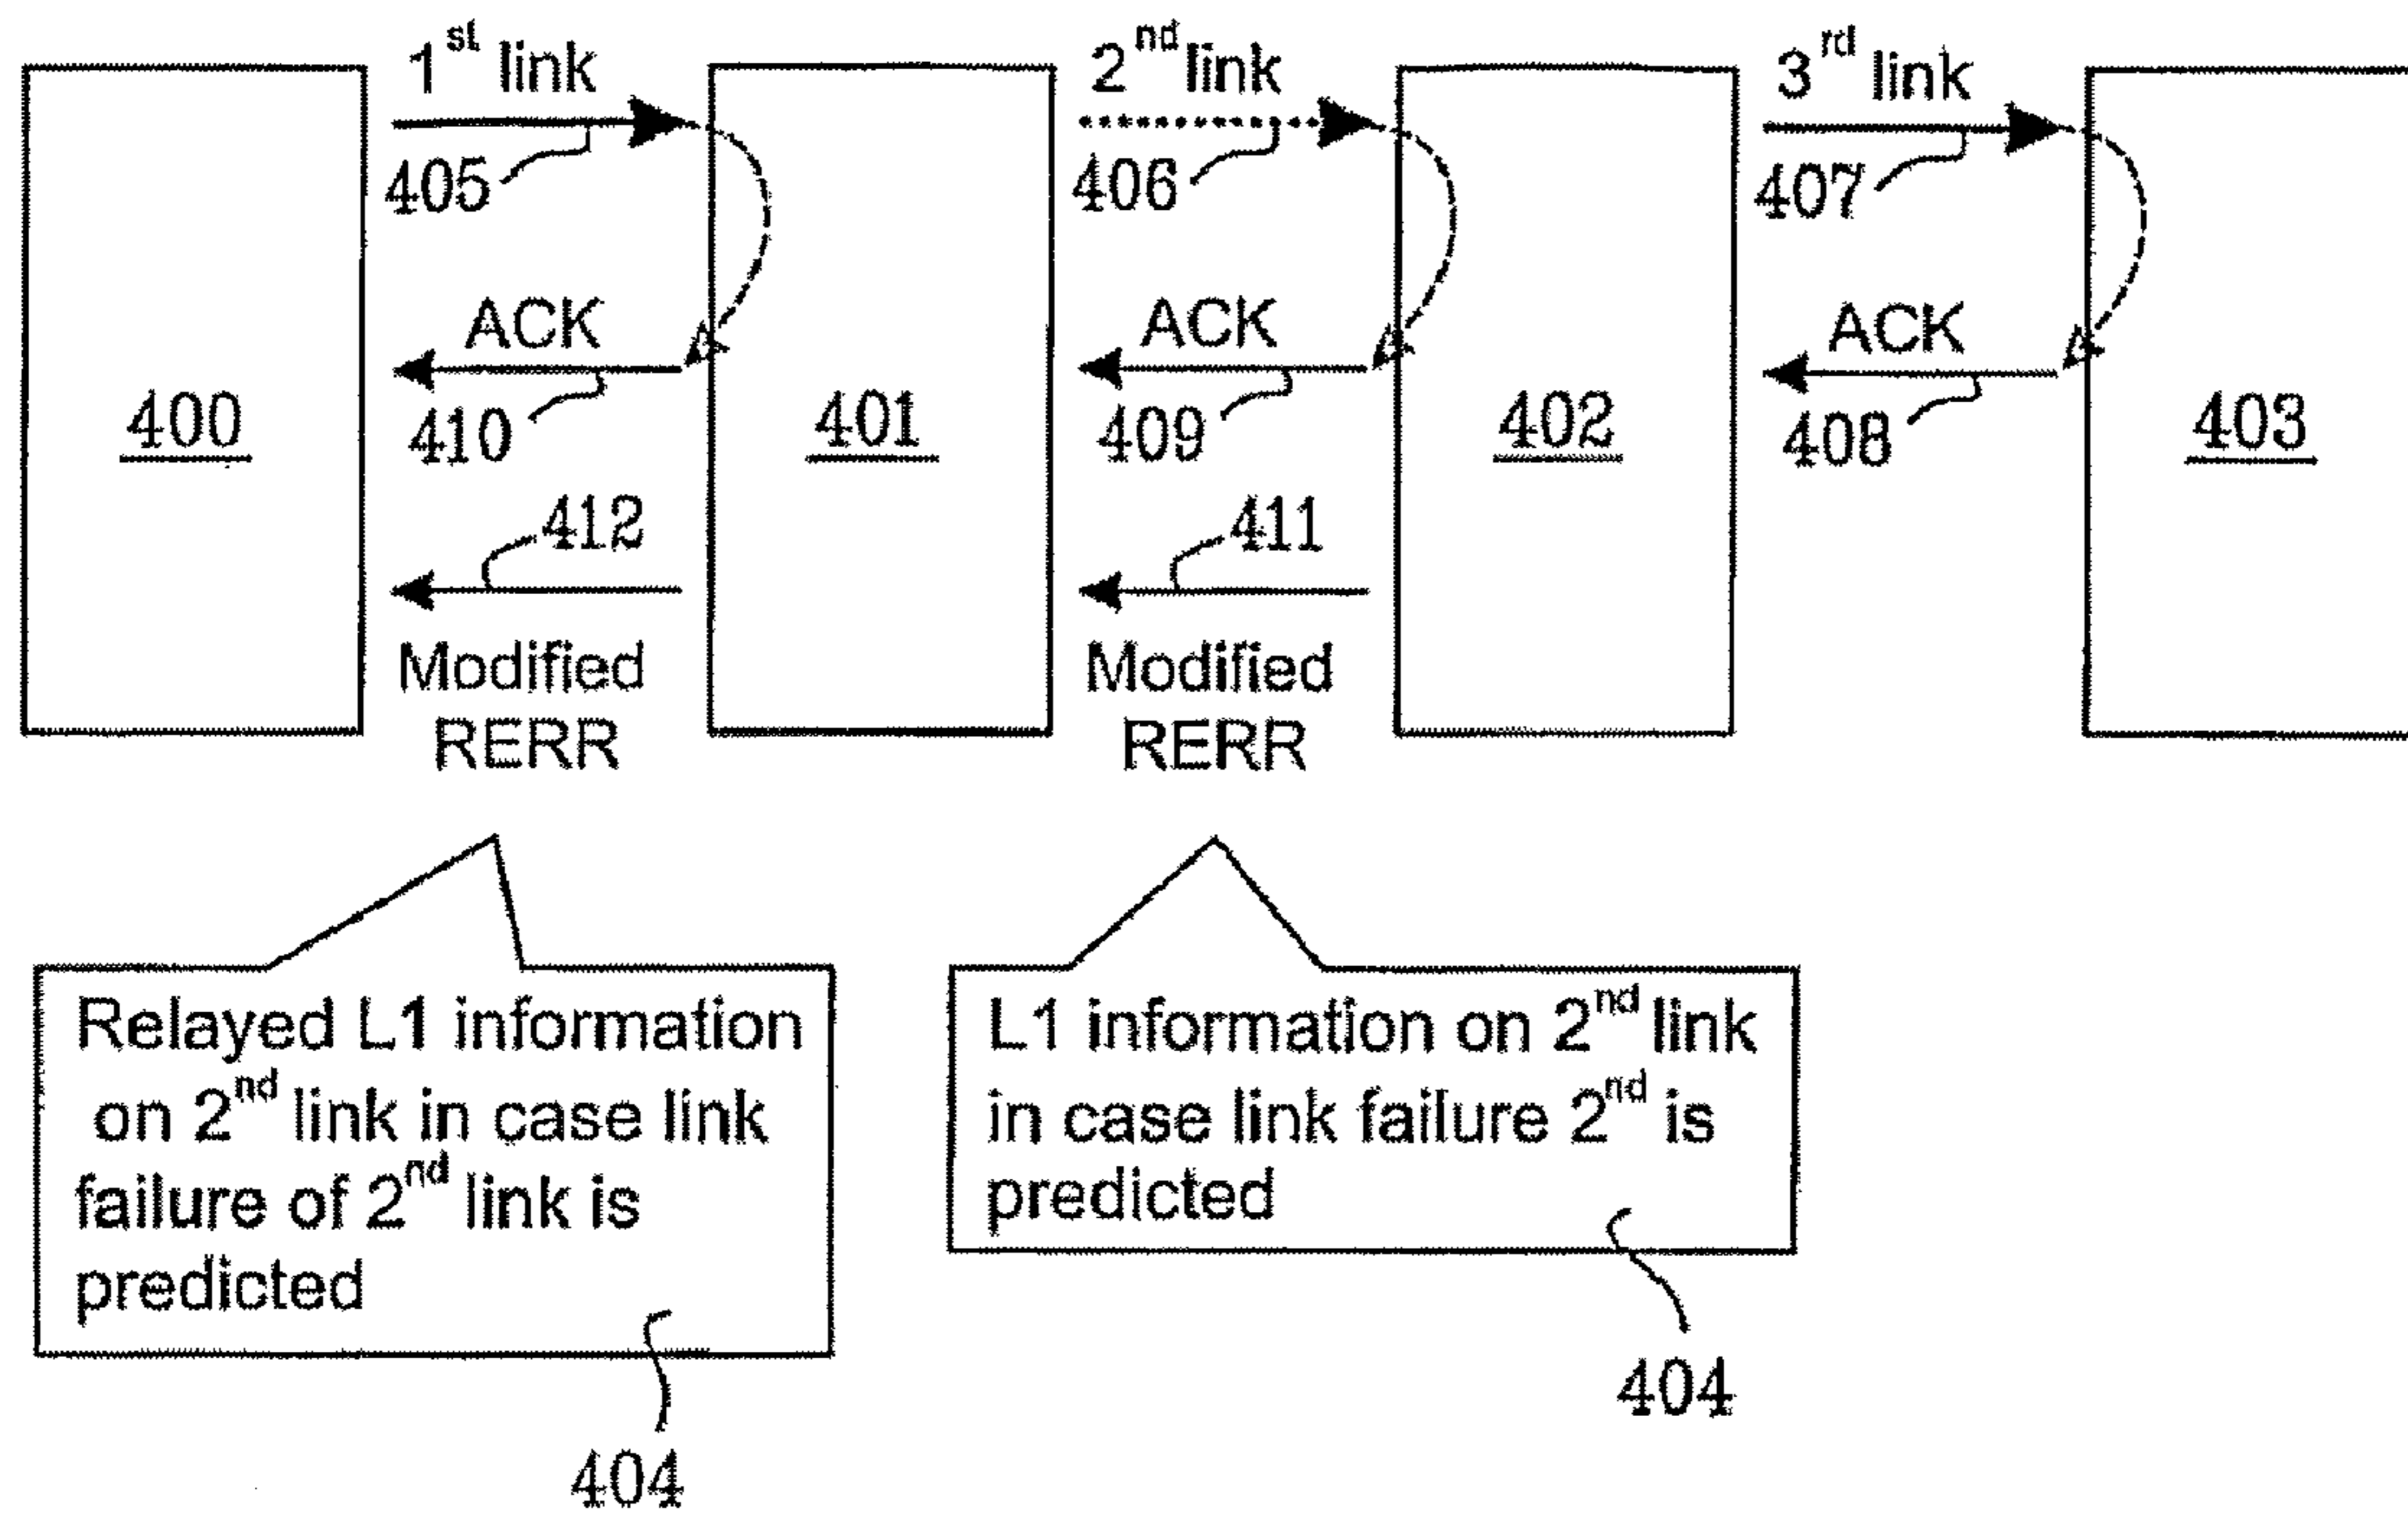 1st link
2nd link
3rd link
405
406
407
ACK
ACK
ACK
400
410
401
409
402
408
403
412
411
Modified
RERR
Modified
RERR
Relayed L1 information
on 2nd link in case link
failure of 2nd link is
predicted
L1 information on 2nd link
in case link failure 2nd is
predicted
404
404